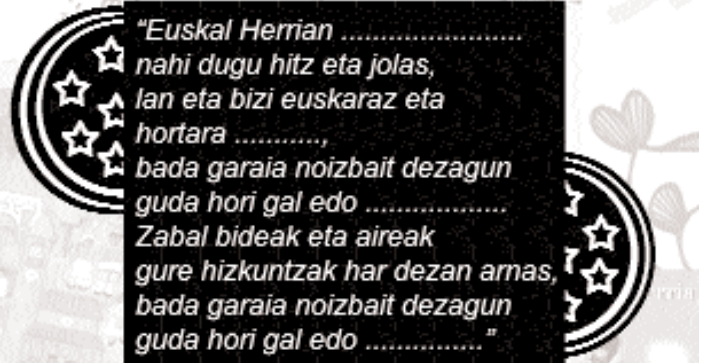 “Euskal Herrian .......................
nahi dugu hitz eta jolas,
lan eta bizi euskaraz eta
hortara ...........,
bada garaia noizbait dezagun
guda hori gal edo ..................
Zabal bideak eta aireak
gure hizkuntzak har dezan arnas,
bada garaia noizbait dezagun
guda hori gal edo ...............”